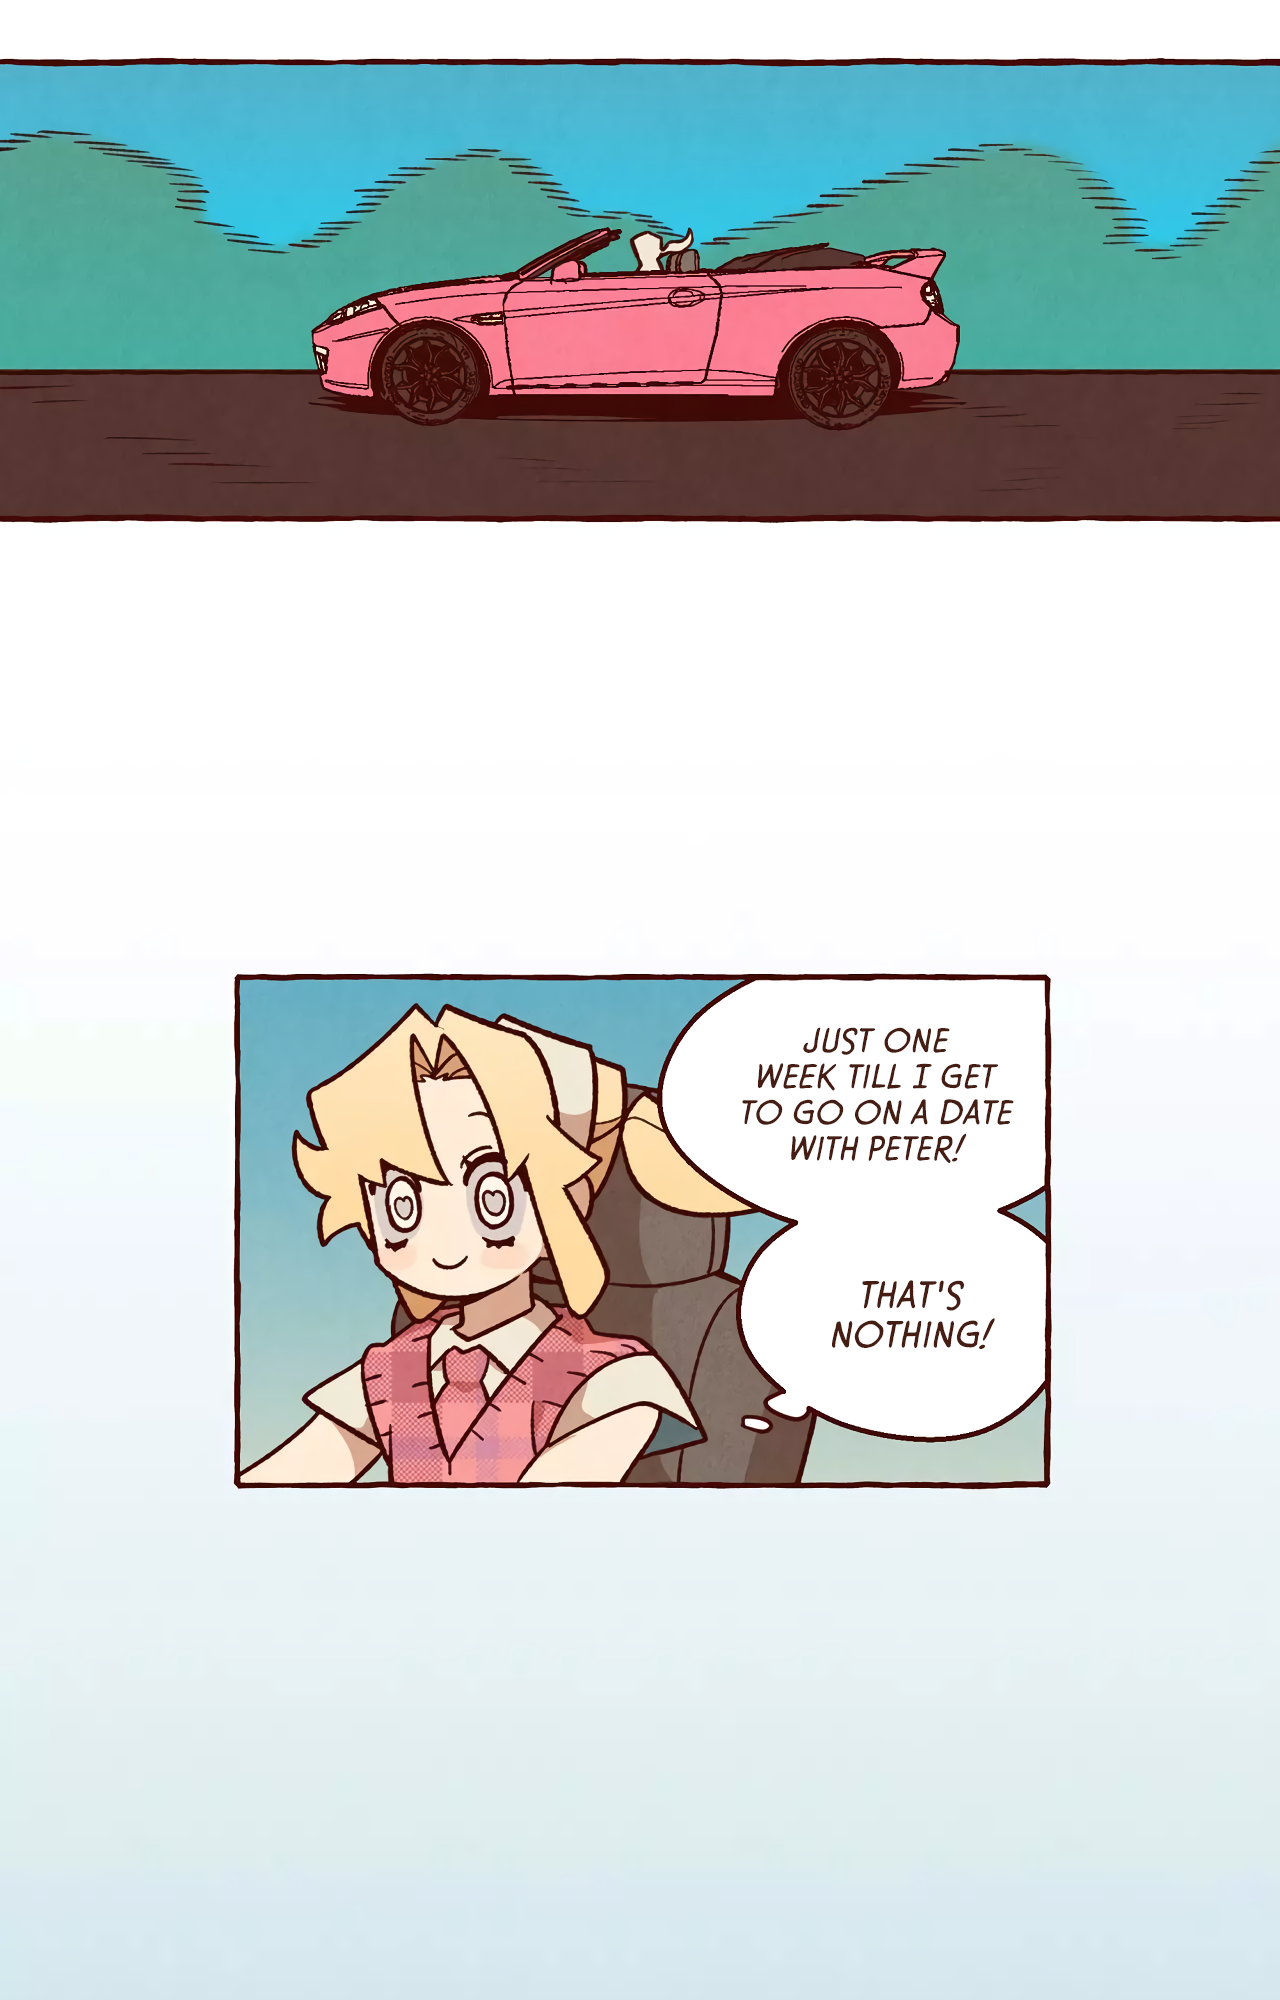 JUST ONE
WEEK TILL I GET
TO GO ON A DATE
WITH PETER!
THAT'S
NOTHING!